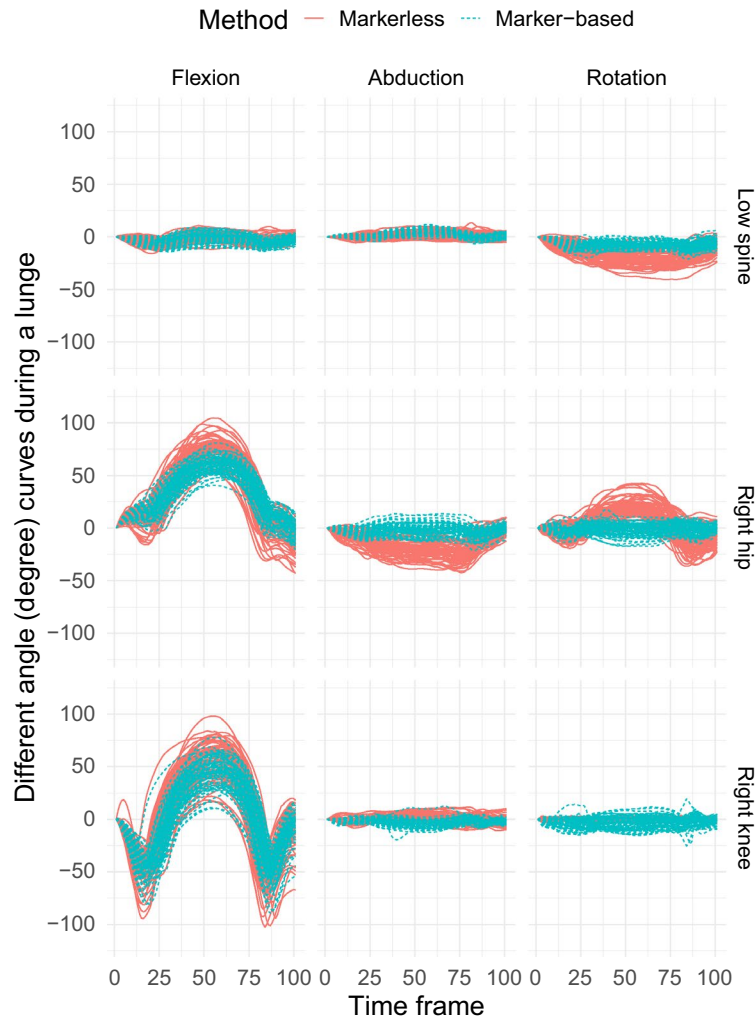 Method Markerless Marker−based
Flexion Abduction Rotation
Different angle (degree) curves during a lunge
100
50
0
−50
−100
Low spine
100
50
0
−50
−100
Right hip
100
50
0
−50
−100
Right knee
0 25 50 75 100 0 25 50 75 100 0 25 50 75 100
Time frame